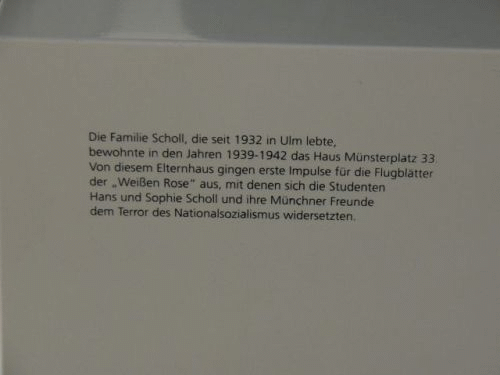 Die Familie Scholl, die seit 1932 in Ulm lebte,
bewohnte in den Jahren 1939-1942 das Haus Münsterplatz 33.
Von diesem Elternhaus gingen erste Impulse für die Flugblätter
der „Weißen Rose" aus, mit denen sich die Studenten
Hans und Sophie Scholl und ihre Münchner Freunde
dem Terror des Nationalsozialismus widersetzten.